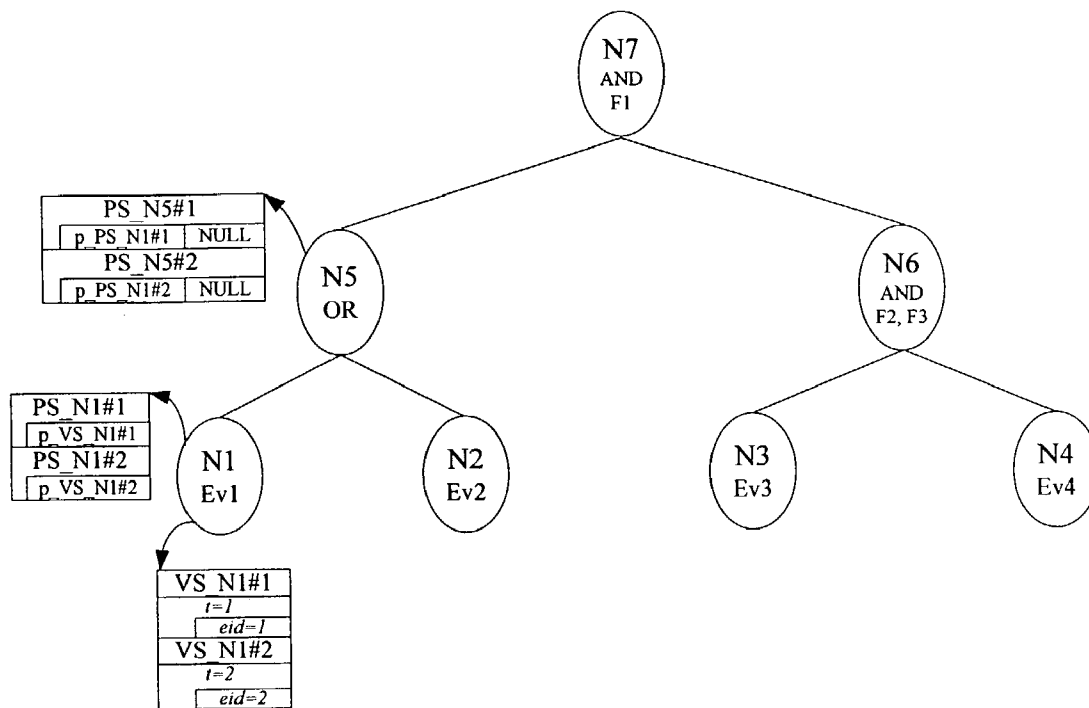 N7
AND
F1
PS_N5#1
p_PS_N1#1 NULL
PS_N5#2
p_PS_N1#2 NULL
N5
OR
N6
AND
F2, F3
PS_N1#1
p_VS_N1#1
PS_N1#2
p_VS_N1#2
N1
Ev1
N2
Ev2
N3
Ev3
N4
Ev4
VS_N1#1
t=1
eid=1
VS_N1#2
t=2
eid=2